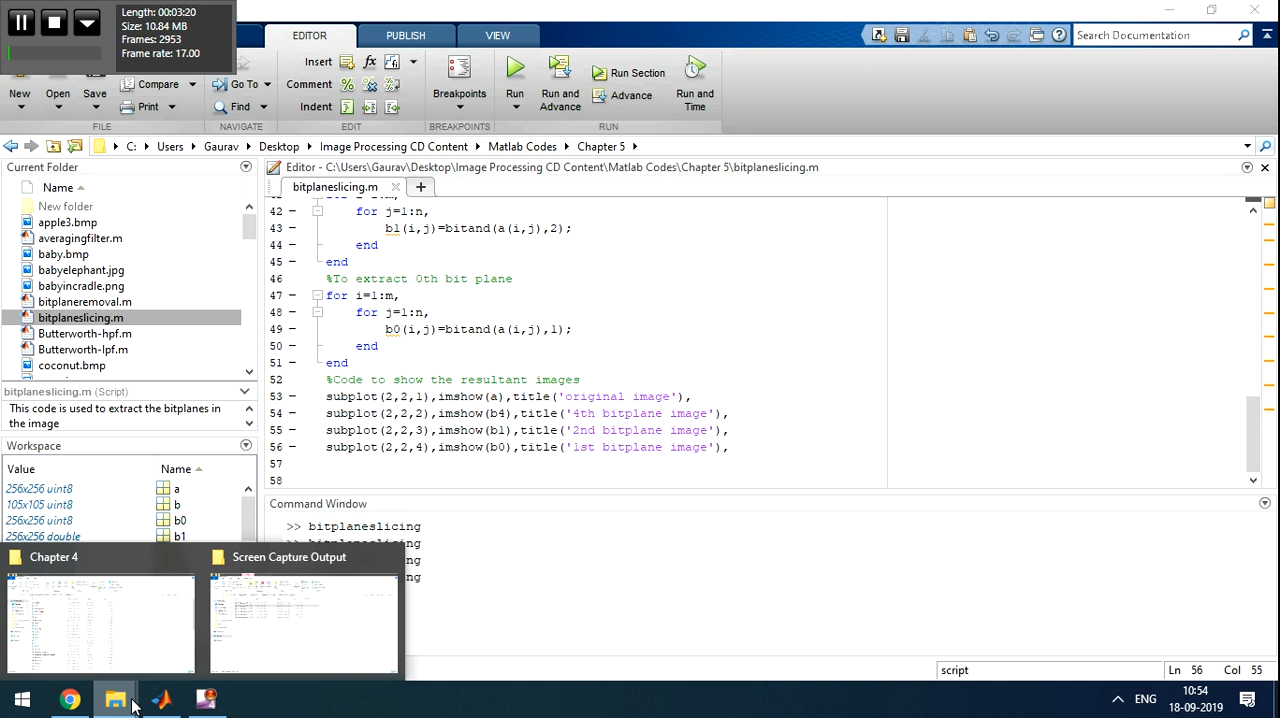 Length: 00:03:20
Size: 10.84 MB
Frames: 2953
Frame rate: 17.00
EDITOR
PUBLISH
VIEW
Search Documentation
New
Open
Save
Compare
Print
Go To
Find
Insert
Comment
Indent
Breakpoints
Run
Run and Advance
Run Section
Advance
Run and Time
FILE
NAVIGATE
EDIT
BREAKPOINTS
RUN
C: Users Gaurav Desktop Image Processing CD Content Matlab Codes Chapter 5
Current Folder
Name
New folder
apple3.bmp
averagingfilter.m
baby.bmp
babyelephant.jpg
babyincradle.png
bitplaneremoval.m
bitplaneslicing.m
Butterworth-hpf.m
Butterworth-lpf.m
coconut.bmp
bitplaneslicing.m (Script)
This code is used to extract the bitplanes in
the image
Workspace
Value Name
256x256 uint8 a
105x105 uint8 b
256x256 uint8 b0
256x256 double b1
Editor - C:\Users\Gaurav\Desktop\Image Processing CD Content\Matlab Codes\Chapter 5\bitplaneslicing.m
bitplaneslicing.m
42 – for j=1:n,
43 – b1(i,j)=bitand(a(i,j),2);
44 – end
45 – end
46 %To extract 0th bit plane
47 – for i=1:m,
48 – for j=1:n,
49 – b0(i,j)=bitand(a(i,j),1);
50 – end
51 – end
52 %Code to show the resultant images
53 – subplot(2,2,1),imshow(a),title('original image'),
54 – subplot(2,2,2),imshow(b4),title('4th bitplane image'),
55 – subplot(2,2,3),imshow(b1),title('2nd bitplane image'),
56 – subplot(2,2,4),imshow(b0),title('1st bitplane image'),
57
58
Command Window
>> bitplaneslicing
Chapter 4
Screen Capture Output
script
Ln 56 Col 55
ENG
10:54
18-09-2019